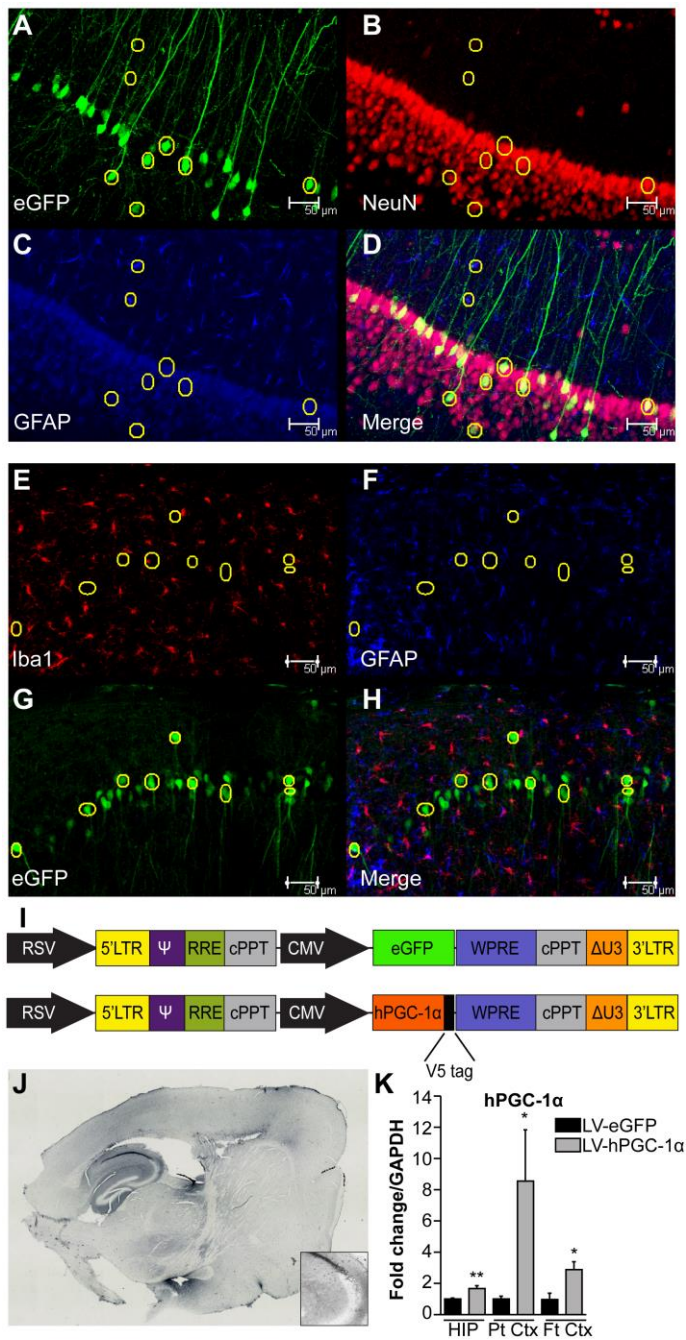 A
B
eGFP
50 µm
NeuN
50 µm
C
D
GFAP
50 µm
Merge
50 µm
E
F
Iba1
50 µm
GFAP
50 µm
G
H
eGFP
50 µm
Merge
50 µm
I
RSV 5'LTR Ψ RRE cPPT CMV eGFP WPRE cPPT ΔU3 3'LTR
RSV 5'LTR Ψ RRE cPPT CMV hPGC-1α WPRE cPPT ΔU3 3'LTR
V5 tag
J
K
hPGC-1α
LV-eGFP
LV-hPGC-1α
Fold change/GAPDH
14
12
10
8
6
4
2
0
**
*
*
HIP Pt Ctx Ft Ctx